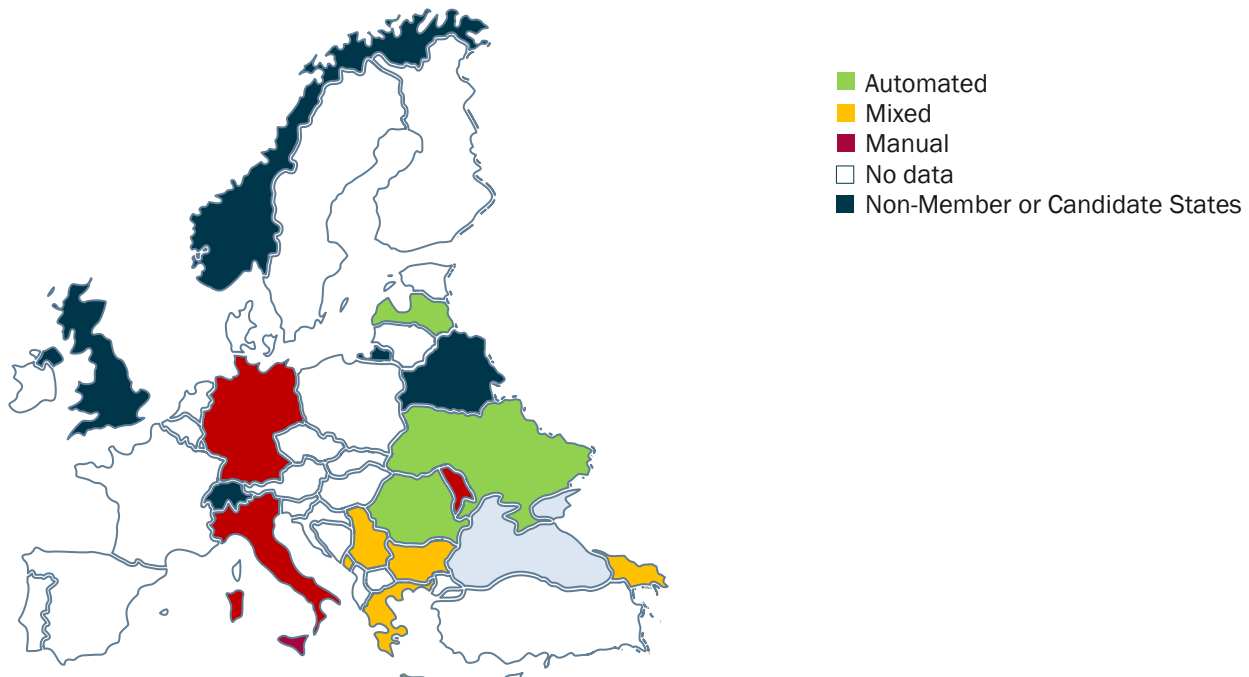 Automated
Mixed
Manual
No data
Non-Member or Candidate States